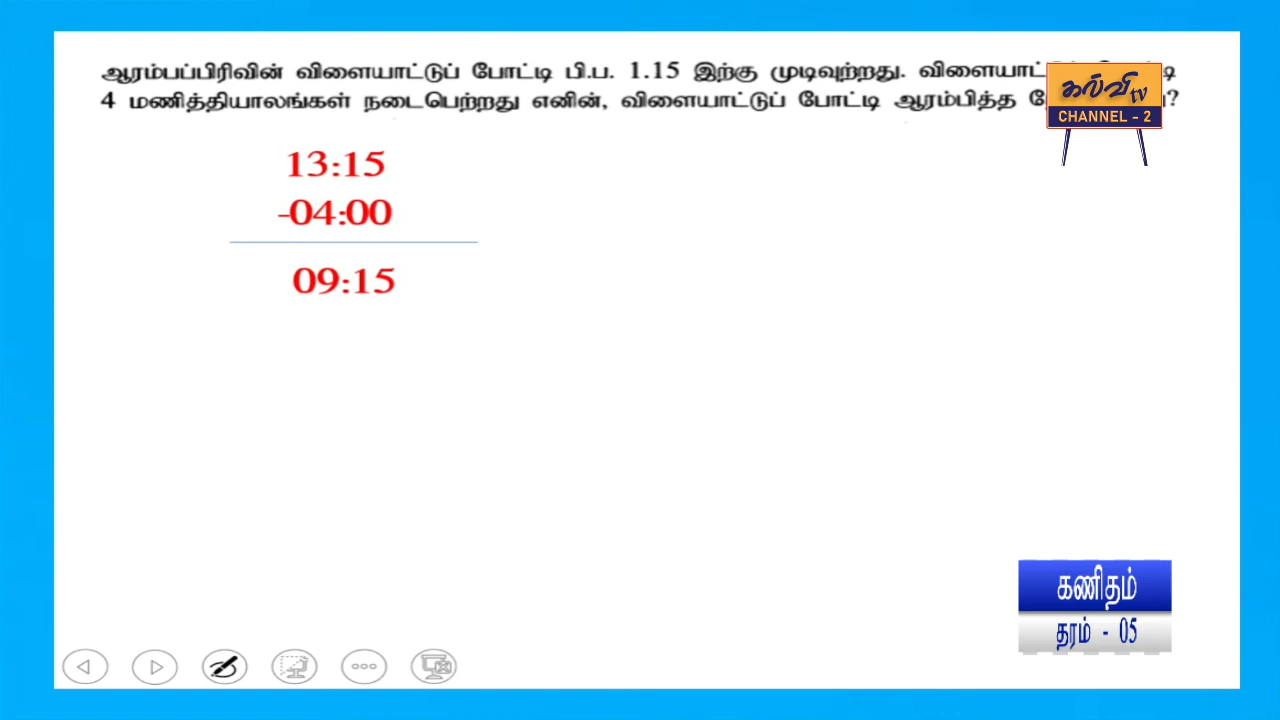 ஆரம்பப்பிரிவின் விளையாட்டுப் போட்டி பி.ப. 1.15 இற்கு முடிவுற்றது.
4 மணித்தியாலங்கள் நடைபெற்றது எனின், விளையாட்டுப் போட்டி ஆரம்பித்த
கல்வி tv
CHANNEL - 2
13:15
-04:00
09:15
கணிதம்
தரம் - 05